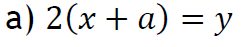 a) 2(x + a) = y